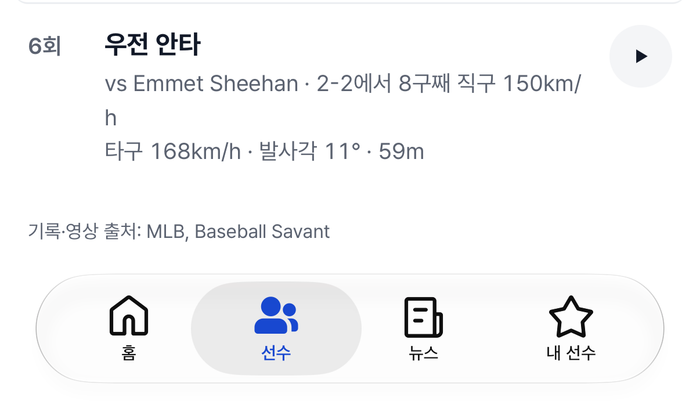 6회
우전 안타
vs Emmet Sheehan · 2-2에서 8구째 직구 150km/
h
타구 168km/h · 발사각 11° · 59m
기록·영상 출처: MLB, Baseball Savant
홈
선수
뉴스
내 선수